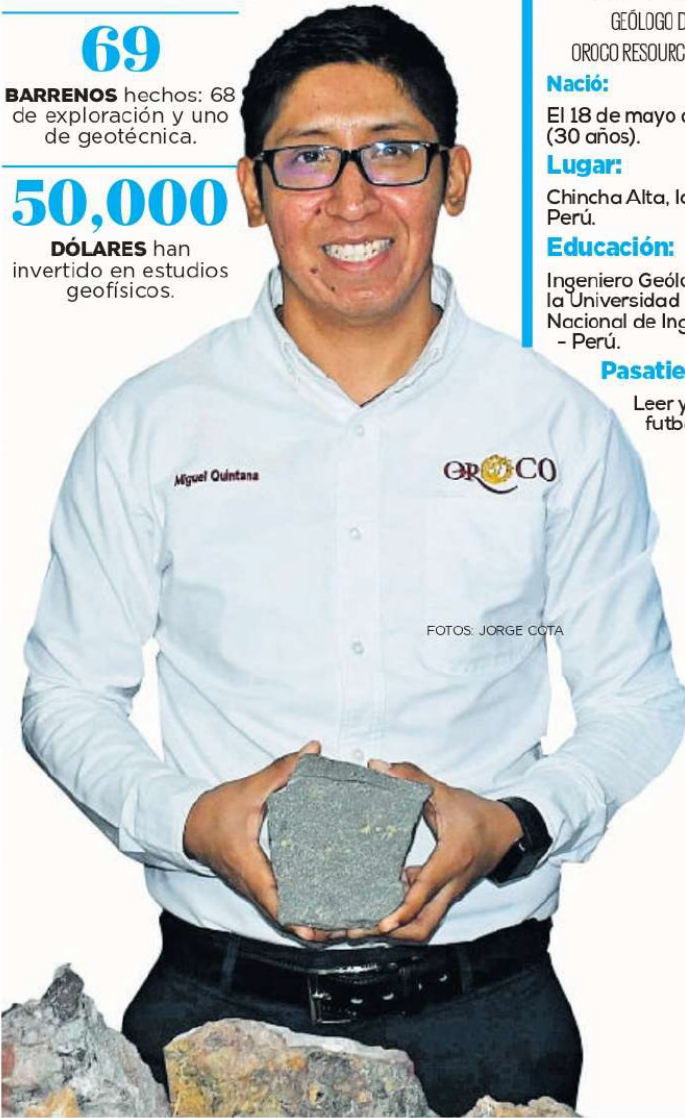 69
BARRENOS hechos: 68
de exploración y uno
de geotécnica.
50,000
DÓLARES han
invertido en estudios
geofísicos.
GEÓLOGO
OROCO
Nació:
El 18 de mayo
(30 años).
Lugar:
Chincha Alta,
Perú.
Educación:
Ingeniero
la Universidad
Nacional de
- Perú.
Leer y
Miguel Quintana
OROCO
FOTOS: JORGE COTA